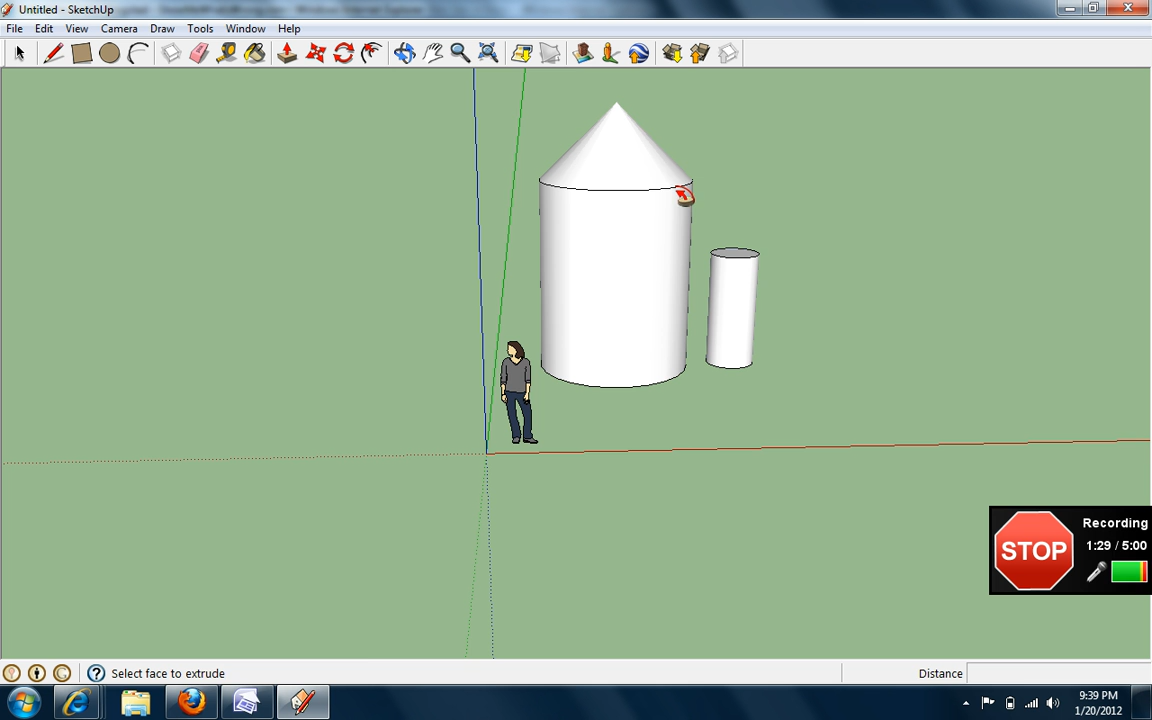 Untitled - SketchUp
File Edit View Camera Draw Tools Window Help
STOP
Recording
1:29 / 5:00
Select face to extrude
Distance
9:39 PM
1/20/2012